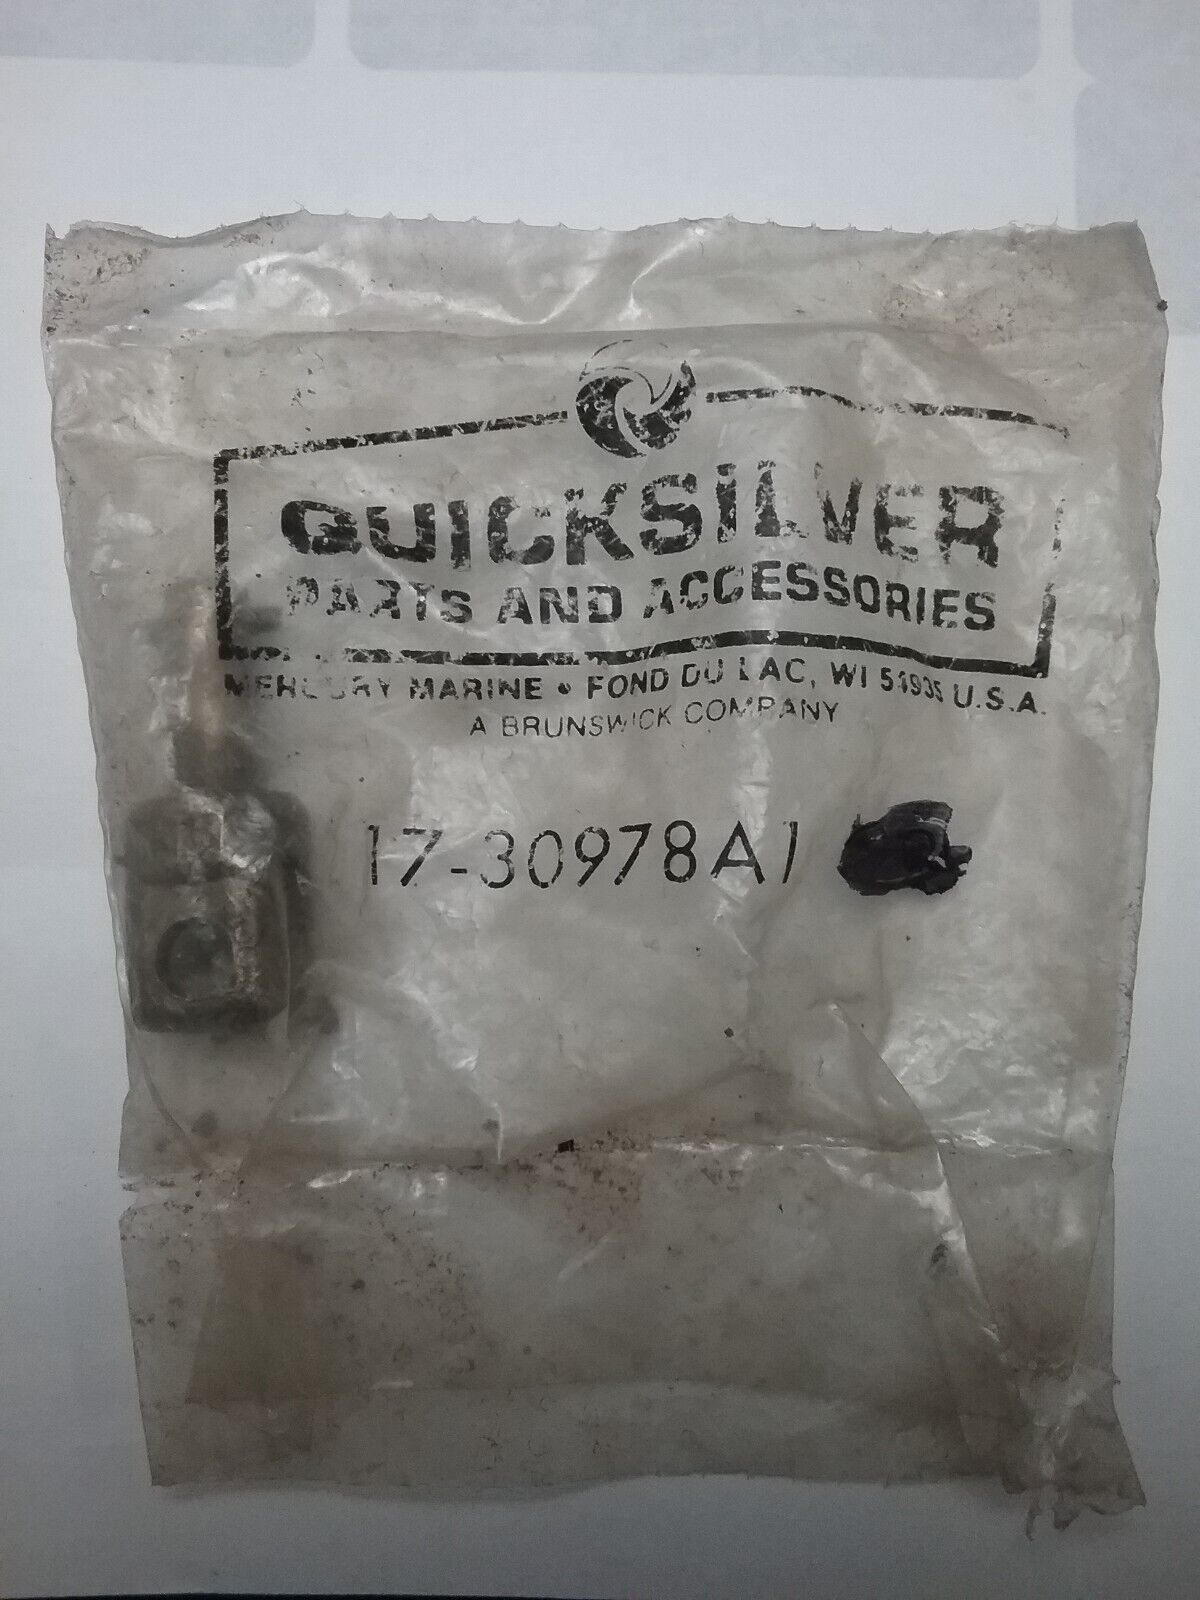 QUICKSILVER
PARTS AND ACCESSORIES
MERCURY MARINE • FOND DU LAC, WI 54935 U.S.A.
A BRUNSWICK COMPANY
17-30978A1